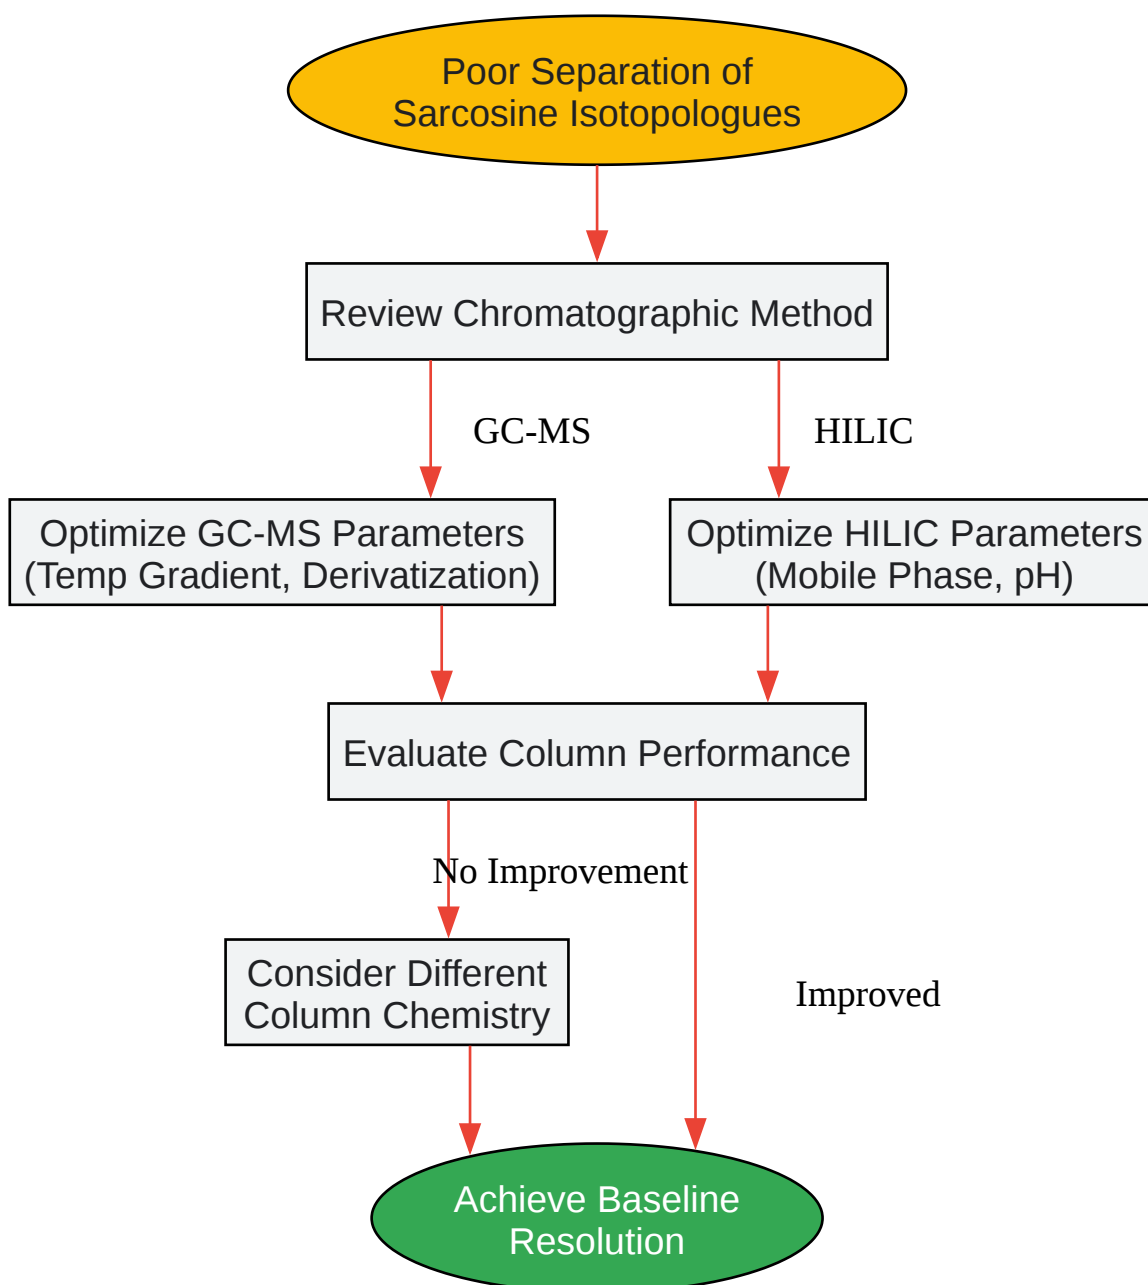 Poor Separation of
Sarcosine Isotopologues
Review Chromatographic Method
GC-MS
HILIC
Optimize GC-MS Parameters
(Temp Gradient, Derivatization)
Optimize HILIC Parameters
(Mobile Phase, pH)
Evaluate Column Performance
No Improvement
Consider Different
Column Chemistry
Improved
Achieve Baseline
Resolution